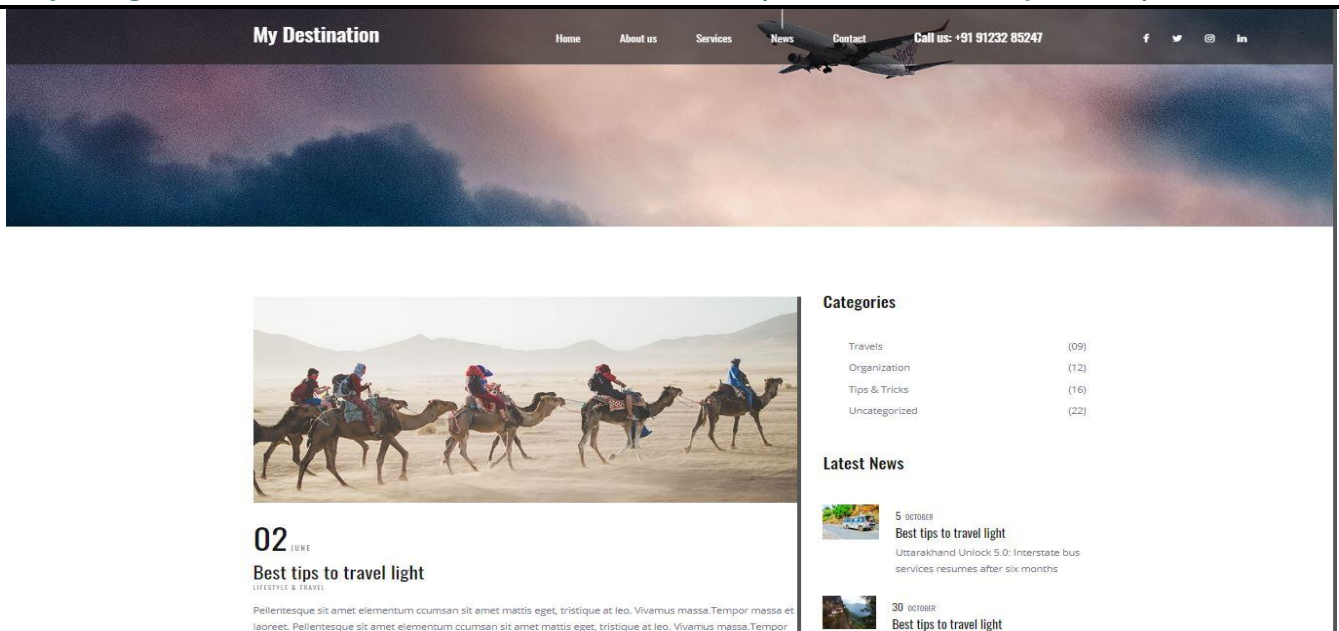 My Destination
Home About us Services News Contact Call us: +91 91232 85247
Categories
Travels (09)
Organization (12)
Tips & Tricks (16)
Uncategorized (22)
Latest News
5 OCTOBER
Best tips to travel light
Uttarakhand Unlock 5.0: Interstate bus
services resumes after six months
30 OCTOBER
Best tips to travel light
02 JUNE
Best tips to travel light
LIFESTYLE & TRAVEL
Pellentesque sit amet elementum ccumsan sit amet mattis eget, tristique at leo. Vivamus massa.Tempor massa et
laoreet. Pellentesque sit amet elementum ccumsan sit amet mattis eget, tristique at leo. Vivamus massa.Tempor